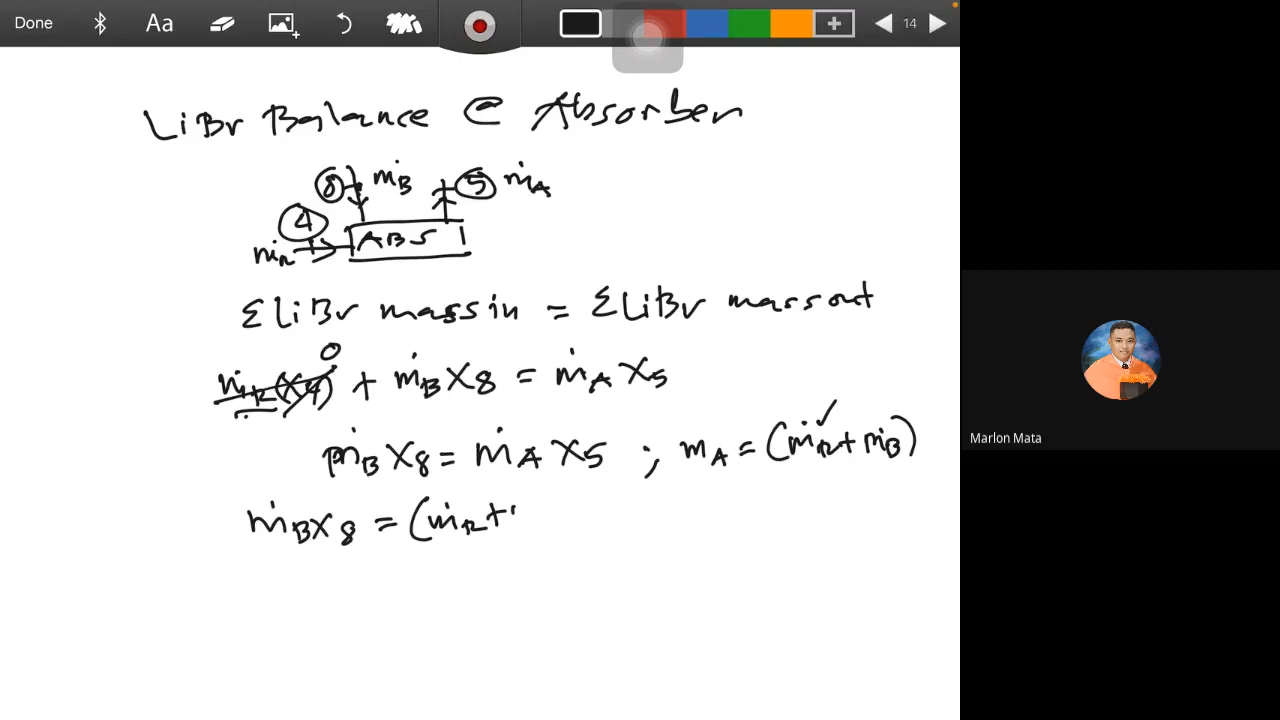 Done Aa 14
LiBr Balance @ Absorber
8 ṁB 5 ṁA
4
ṁR ABS
Σ LiBr mass in = Σ LiBr mass out
0
ṁR(X4) + ṁB X8 = ṁA X5
ṁB X8 = ṁA X5 ; mA = (ṁR + ṁB)
ṁB X8 = (ṁR +
Marlon Mata